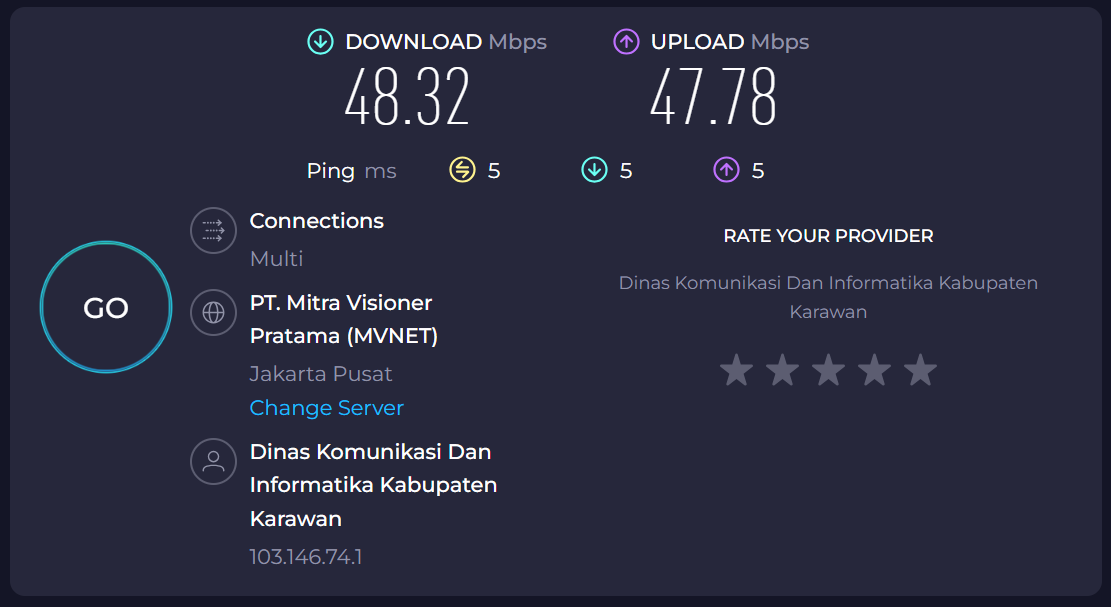 DOWNLOAD Mbps
48.32
UPLOAD Mbps
47.78
Ping ms 5 5 5
GO
Connections
Multi
PT. Mitra Visioner
Pratama (MVNET)
Jakarta Pusat
Change Server
Dinas Komunikasi Dan
Informatika Kabupaten
Karawan
103.146.74.1
RATE YOUR PROVIDER
Dinas Komunikasi Dan Informatika Kabupaten
Karawan